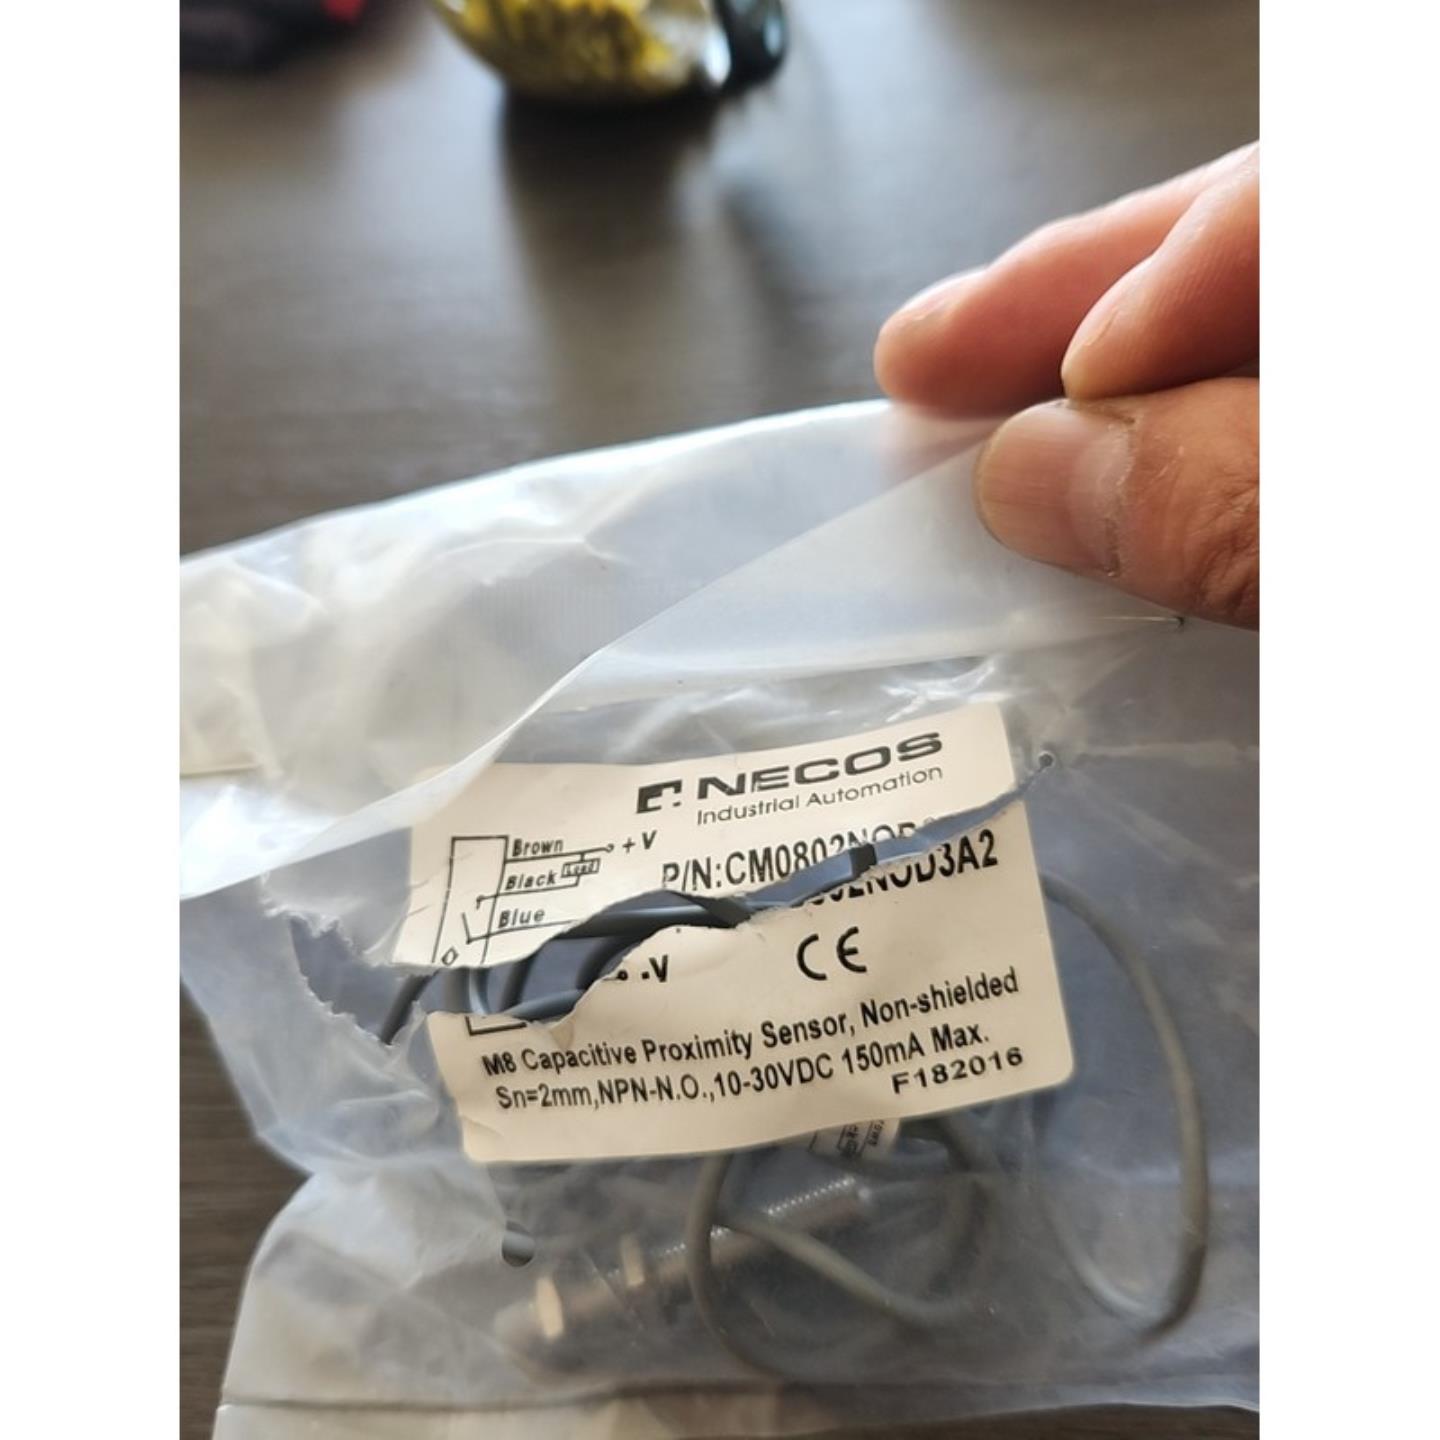 NECOS
Industrial Automation
Brown
+ V
Black
Load
Blue
P/N:CM0802NOD3A2
-V
CE
M8 Capacitive Proximity Sensor, Non-shielded
Sn=2mm,NPN-N.O.,10-30VDC 150mA Max.
F182016